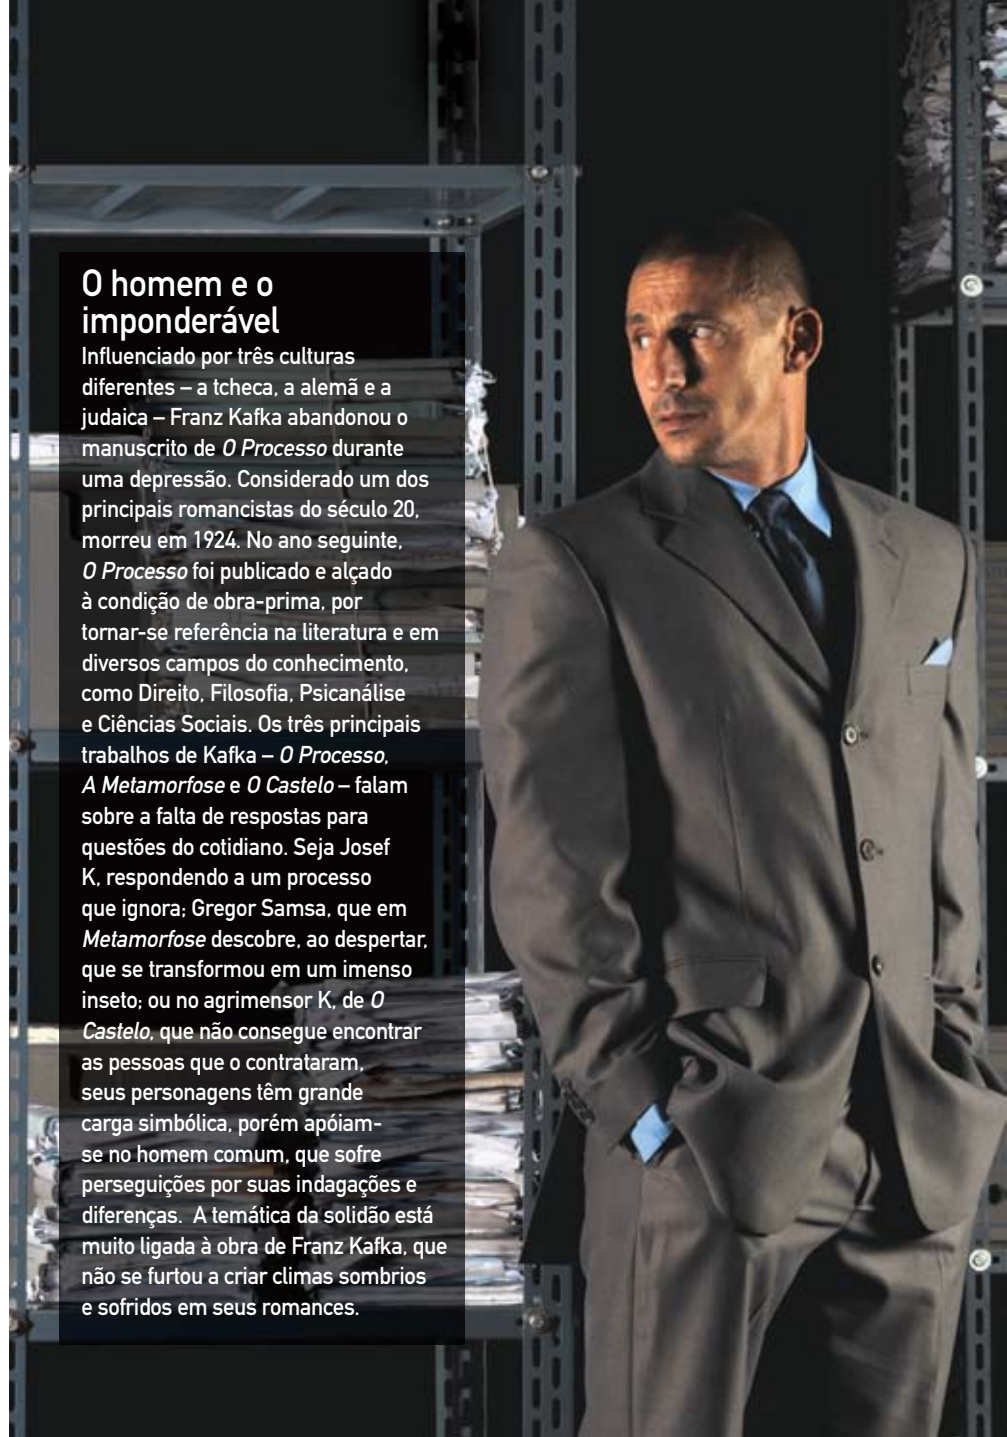 O homem e o
imponderável
Influenciado por três culturas
diferentes – a tcheca, a alemã e a
judaica – Franz Kafka abandonou o
manuscrito de O Processo durante
uma depressão. Considerado um dos
principais romancistas do século 20,
morreu em 1924. No ano seguinte,
O Processo foi publicado e alçado
à condição de obra-prima, por
tornar-se referência na literatura e em
diversos campos do conhecimento,
como Direito, Filosofia, Psicanálise
e Ciências Sociais. Os três principais
trabalhos de Kafka – O Processo,
A Metamorfose e O Castelo – falam
sobre a falta de respostas para
questões do cotidiano. Seja Josef
K, respondendo a um processo
que ignora; Gregor Samsa, que em
Metamorfose descobre, ao despertar,
que se transformou em um imenso
inseto; ou no agrimensor K, de O
Castelo, que não consegue encontrar
as pessoas que o contrataram,
seus personagens têm grande
carga simbólica, porém apóiam-
se no homem comum, que sofre
perseguições por suas indagações e
diferenças.  A temática da solidão está
muito ligada à obra de Franz Kafka, que
não se furtou a criar climas sombrios
e sofridos em seus romances.